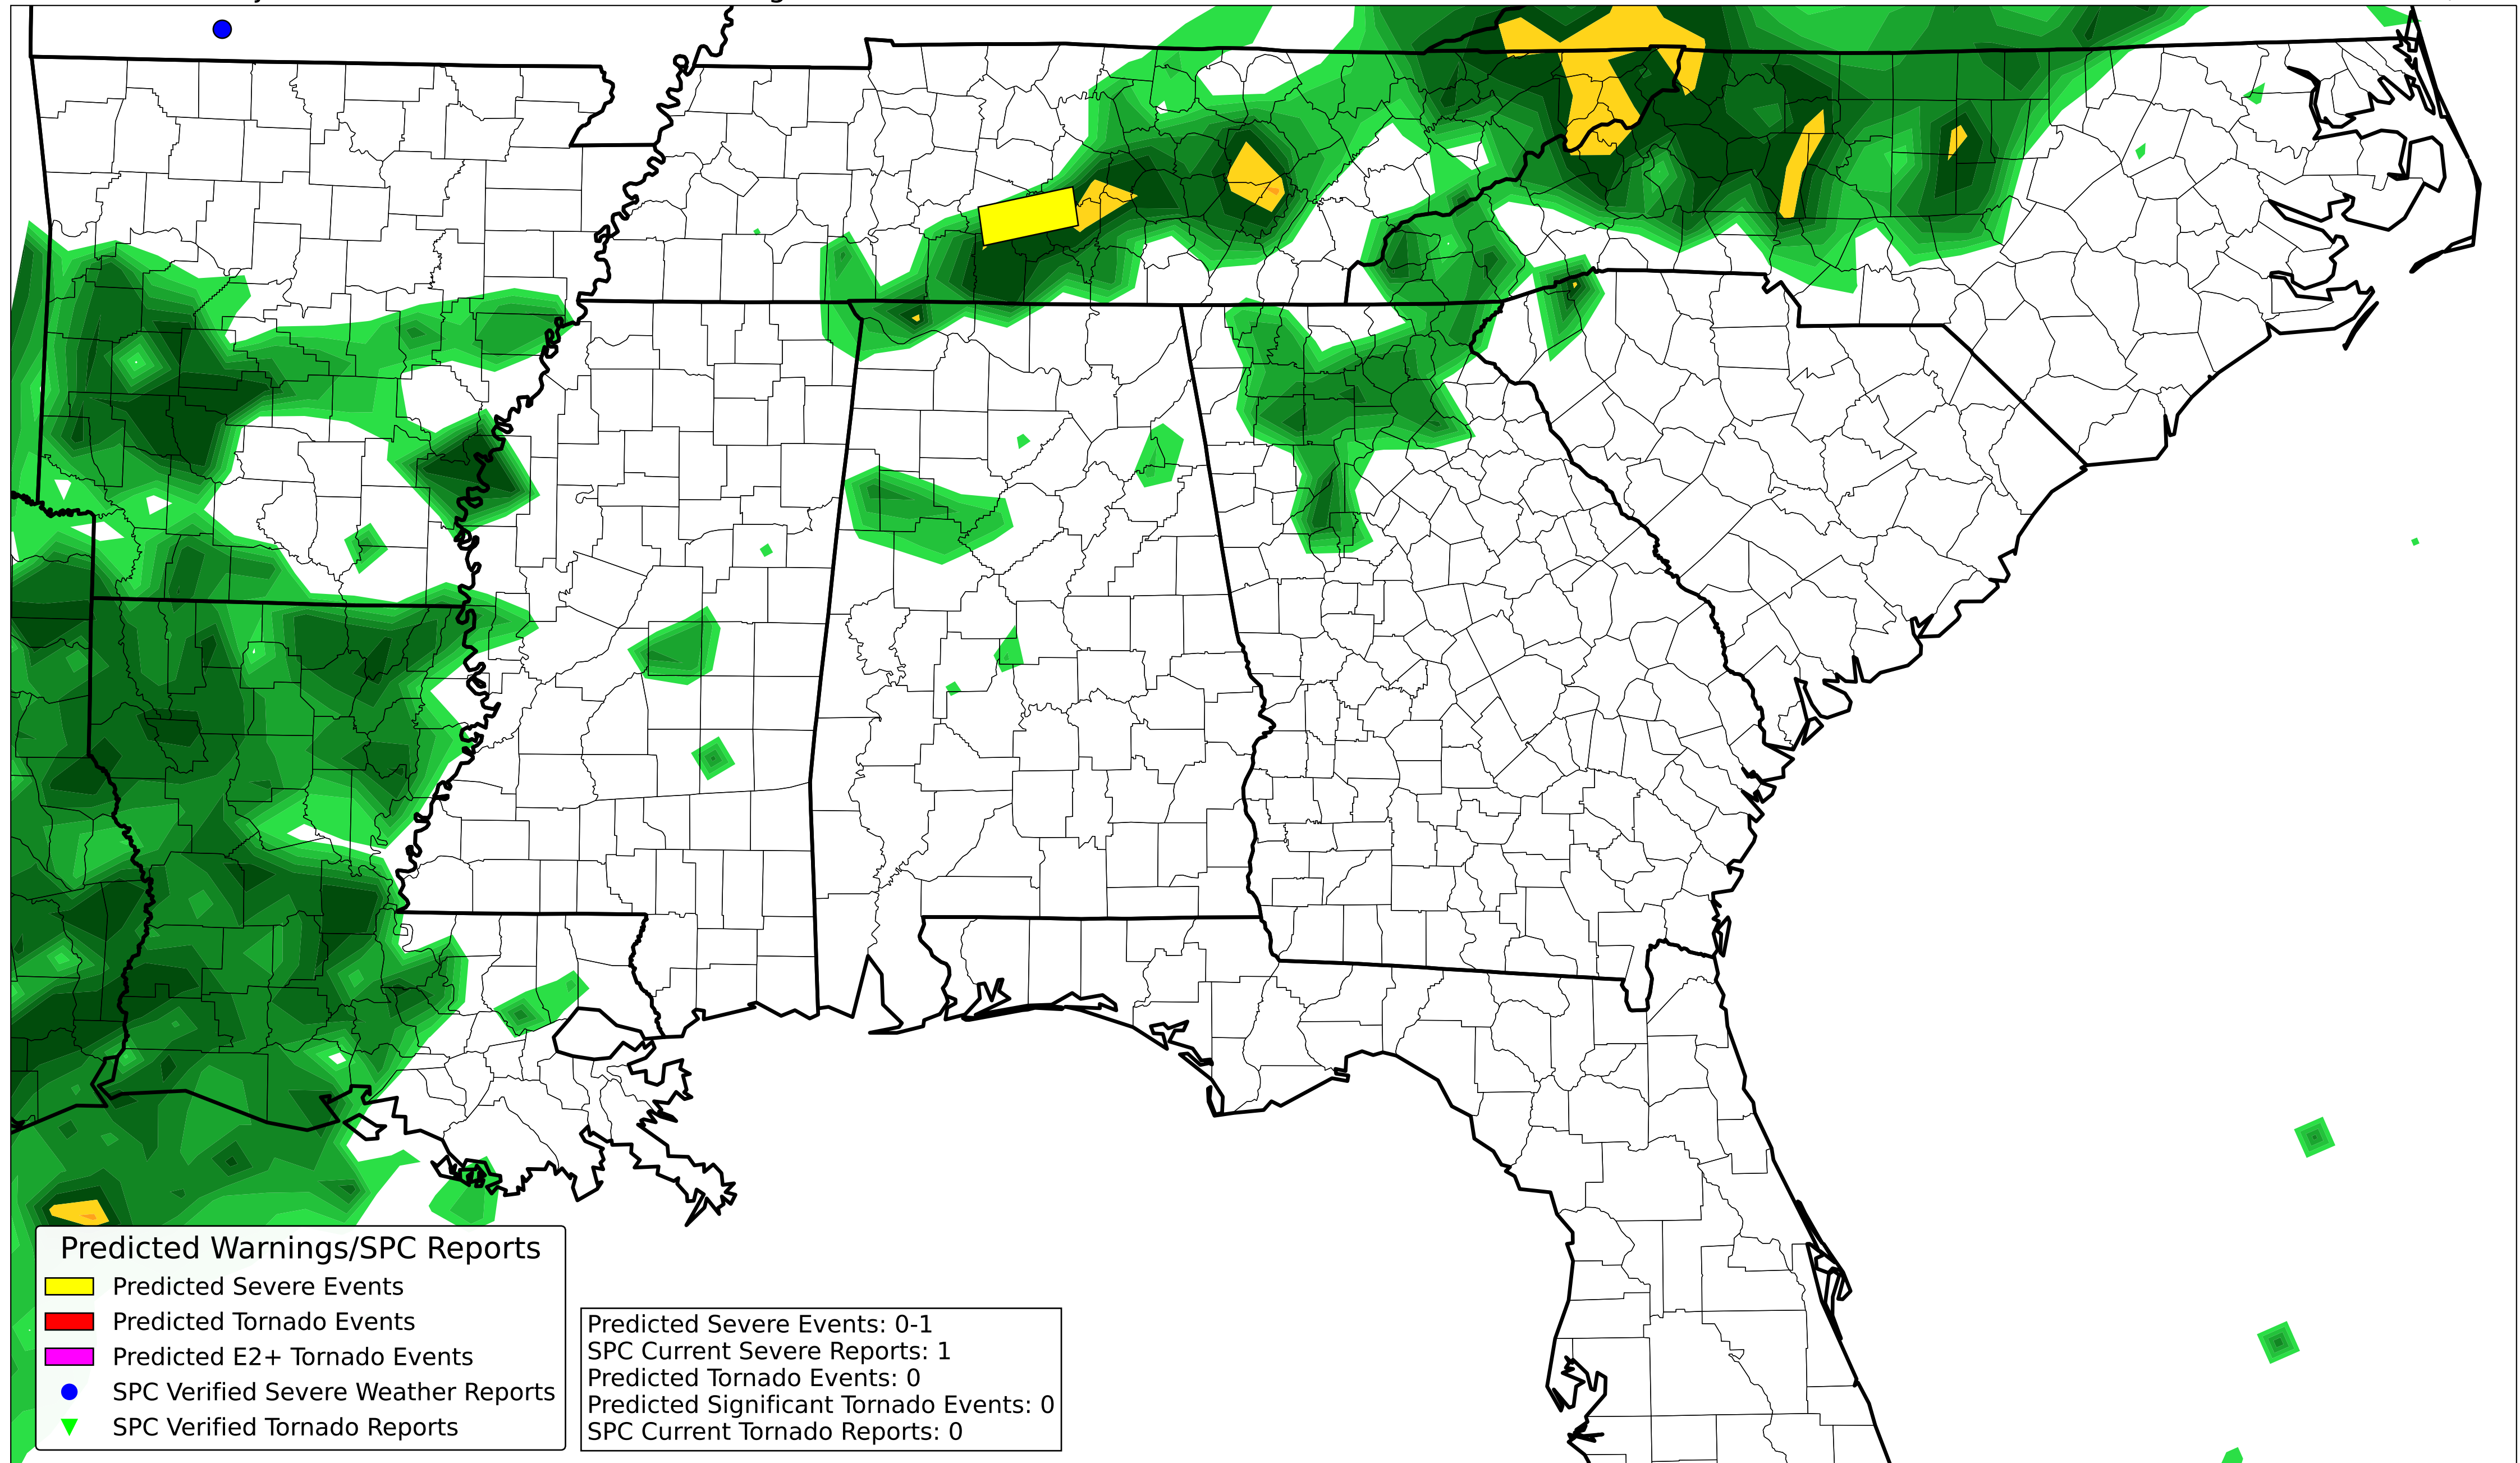 Predicted Warnings/SPC Reports
Predicted Severe Events
Predicted Tornado Events
Predicted E2+ Tornado Events
SPC Verified Severe Weather Reports
SPC Verified Tornado Reports
Predicted Severe Events: 0-1
SPC Current Severe Reports: 1
Predicted Tornado Events: 0
Predicted Significant Tornado Events: 0
SPC Current Tornado Reports: 0